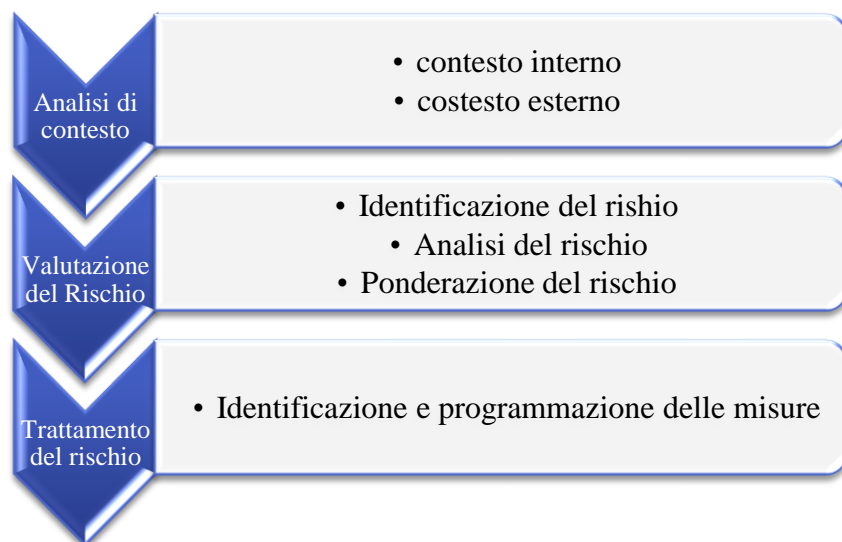 Analisi di
contesto
• contesto interno
• costesto esterno
Valutazione
del Rischio
• Identificazione del rishio
• Analisi del rischio
• Ponderazione del rischio
Trattamento
del rischio
• Identificazione e programmazione delle misure